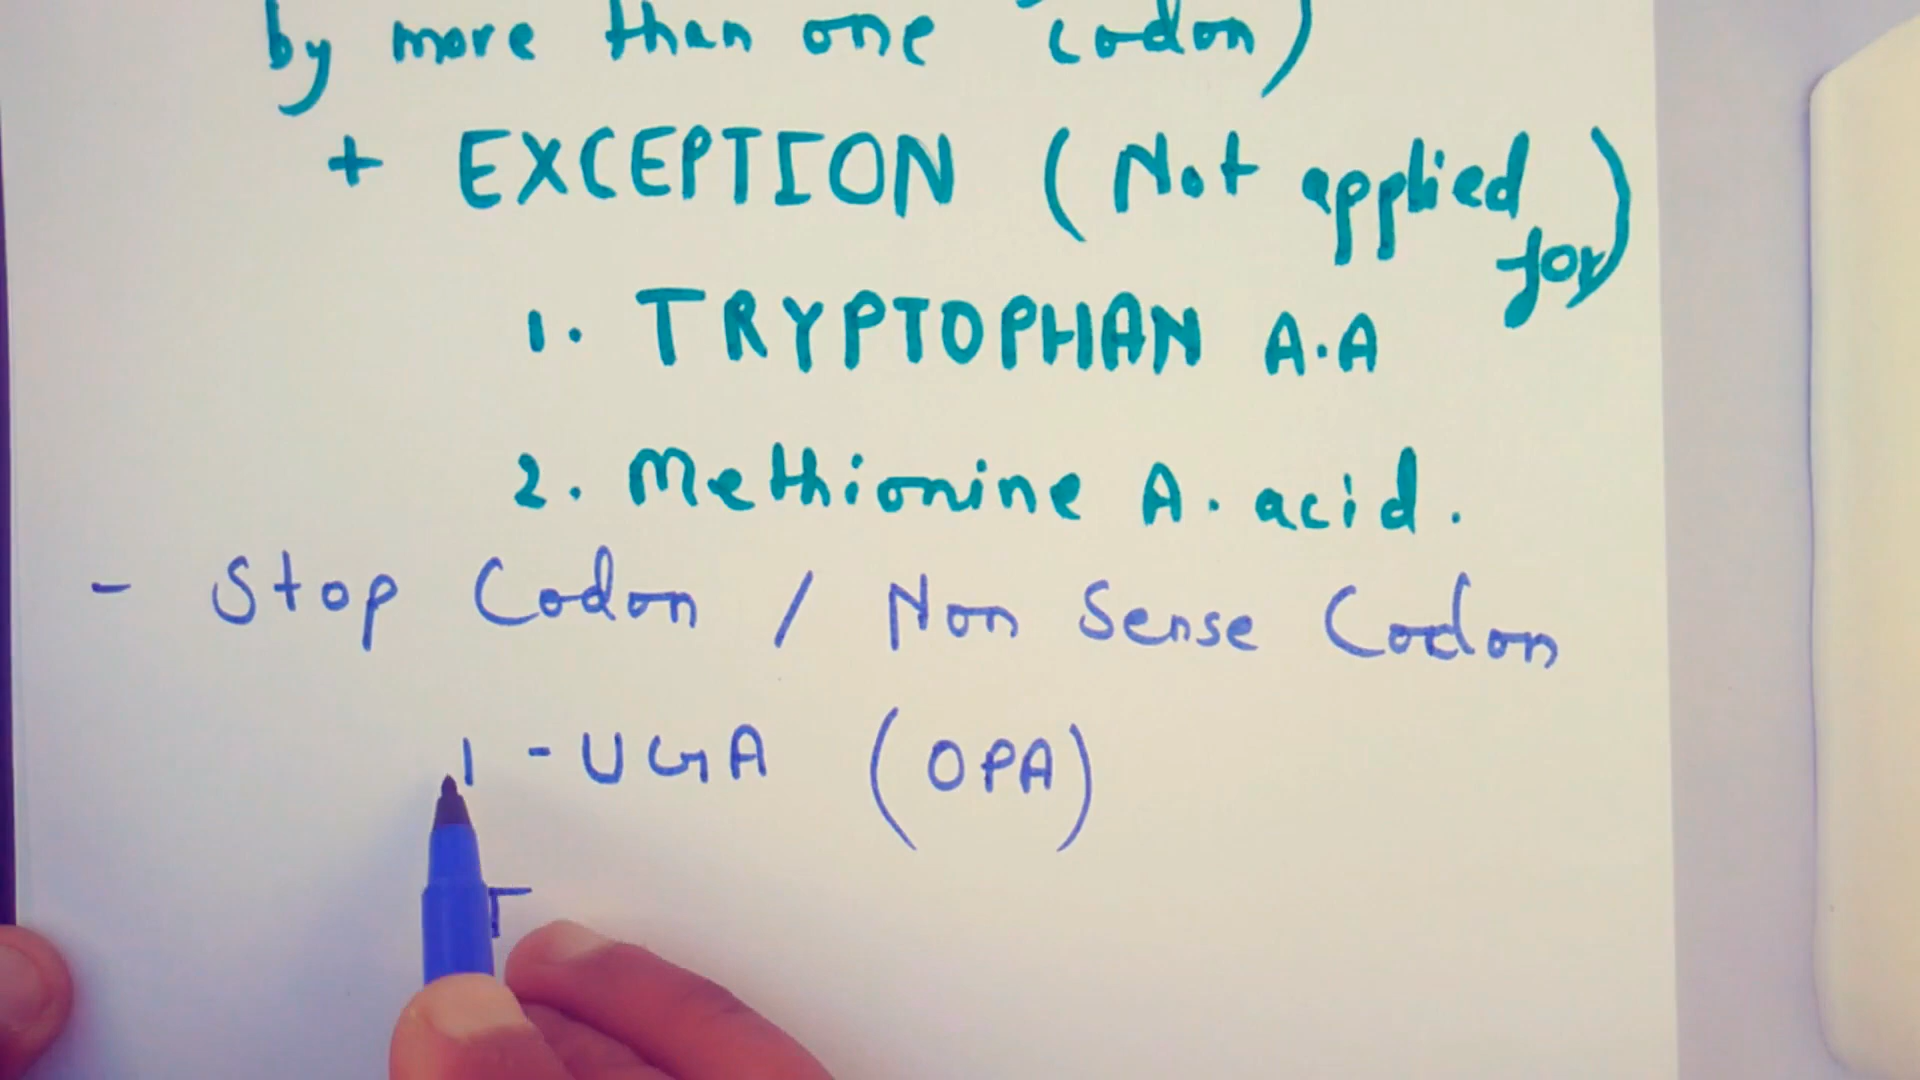 by more than one codon)
+ EXCEPTION (Not applied for)
1. TRYPTOPHAN A.A
2. Methionine A. acid.
- Stop Codon / Non Sense Codon
1 - UGA (OPA)